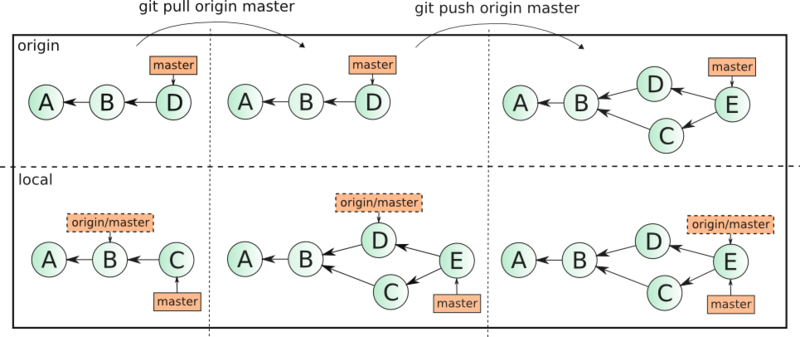 git pull origin master
git push origin master
origin
master
master
master
A B D
A B D
A B D C E
local
origin/master
origin/master
origin/master
A B C
A B D C E
A B D C E
master
master
master